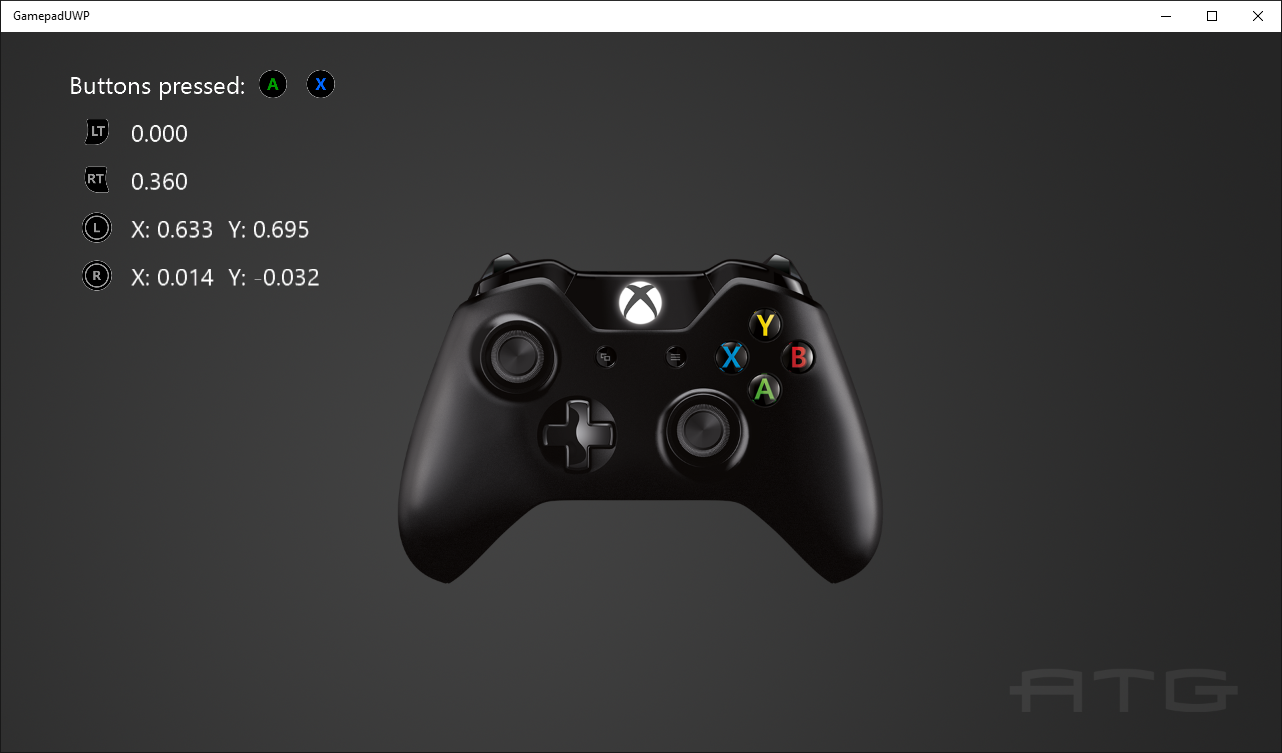 GamepadUWP
Buttons pressed: A X
LT 0.000
RT 0.360
L X: 0.633 Y: 0.695
R X: 0.014 Y: -0.032
Y
X B
A
ATG